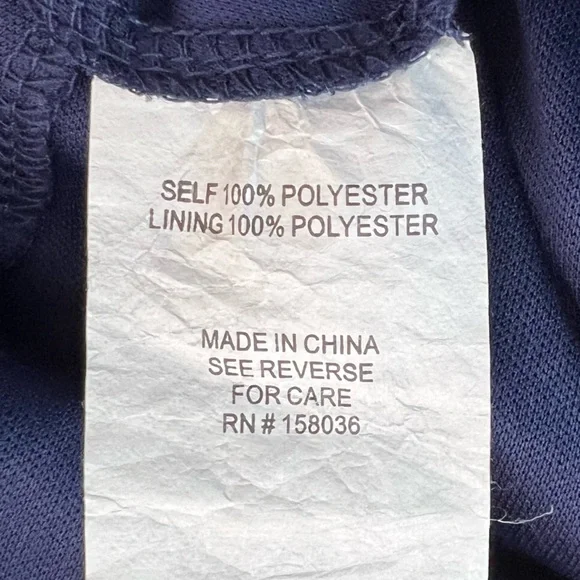 SELF 100% POLYESTER
LINING 100% POLYESTER
MADE IN CHINA
SEE REVERSE
FOR CARE
RN # 158036